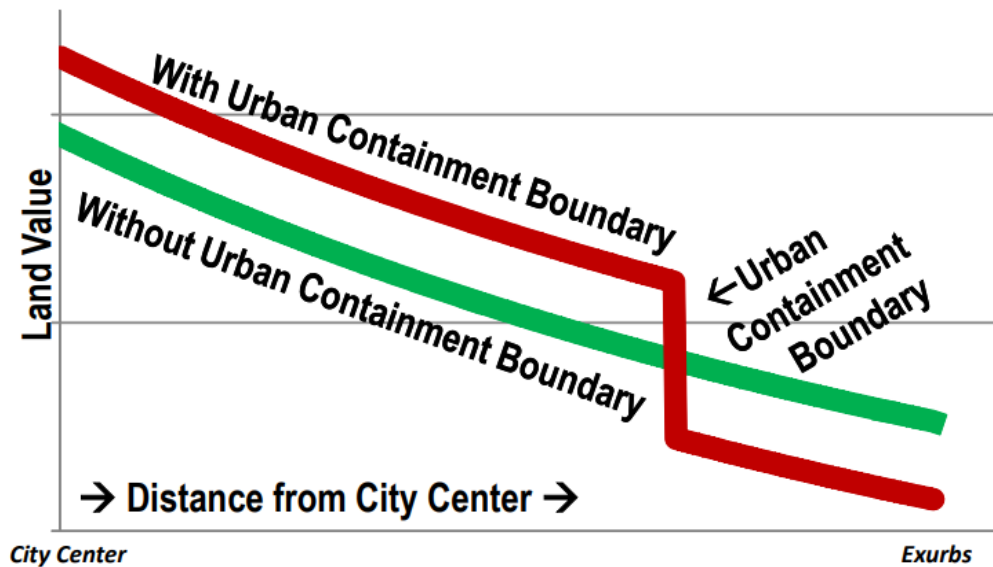 With Urban Containment Boundary
Without Urban Containment Boundary
←Urban
Containment
Boundary
Land Value
→ Distance from City Center →
City Center
Exurbs